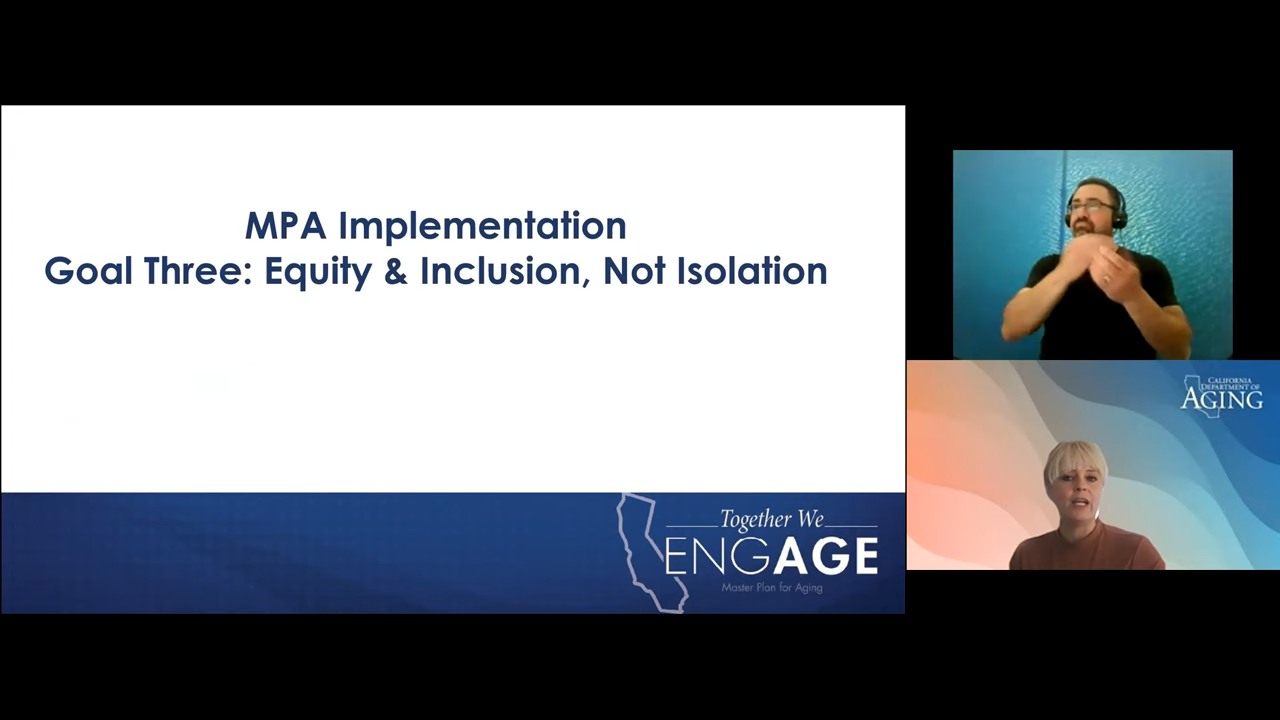 MPA Implementation
Goal Three: Equity & Inclusion, Not Isolation
Together We
ENGAGE
Master Plan for Aging
CALIFORNIA
DEPARTMENT OF
AGING